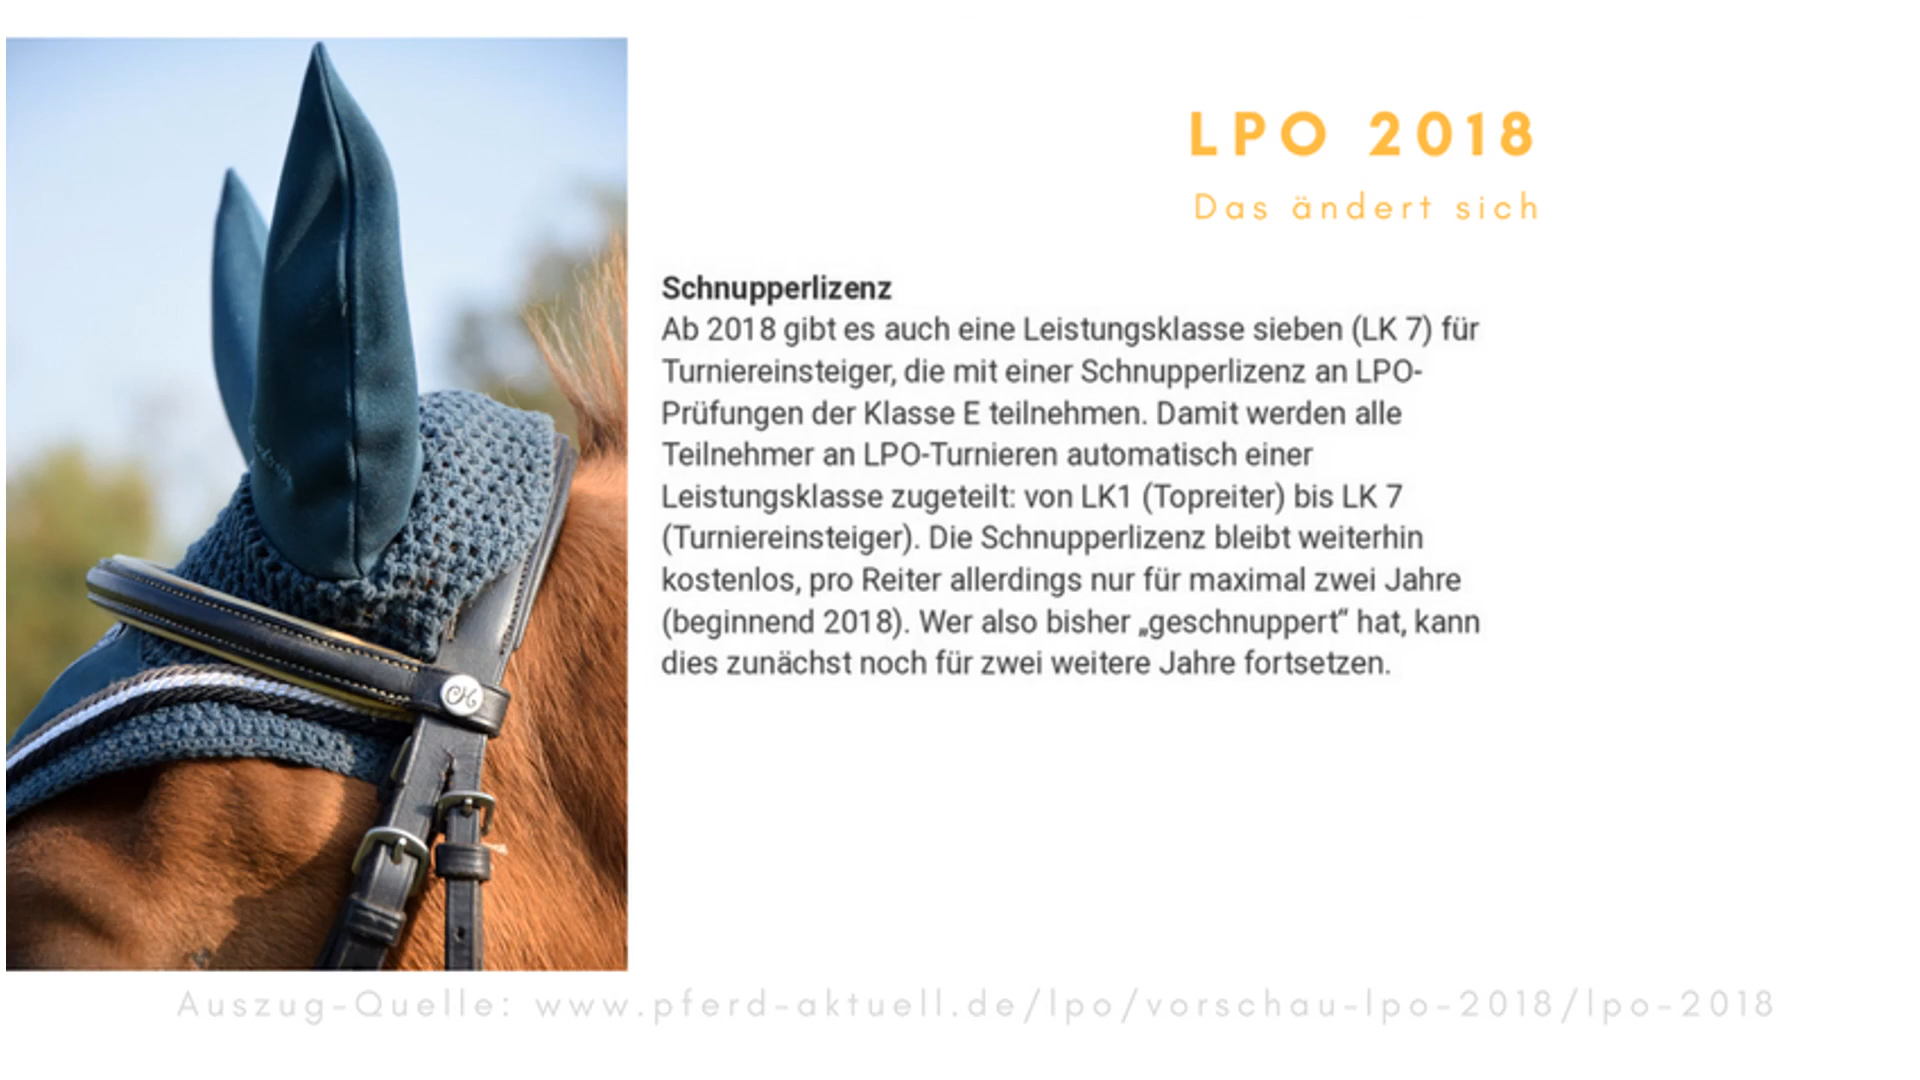 LPO 2018
Das ändert sich
Schnupperlizenz
Ab 2018 gibt es auch eine Leistungsklasse sieben (LK 7) für
Turniereinsteiger, die mit einer Schnupperlizenz an LPO-
Prüfungen der Klasse E teilnehmen. Damit werden alle
Teilnehmer an LPO-Turnieren automatisch einer
Leistungsklasse zugeteilt: von LK1 (Topreiter) bis LK 7
(Turniereinsteiger). Die Schnupperlizenz bleibt weiterhin
kostenlos, pro Reiter allerdings nur für maximal zwei Jahre
(beginnend 2018). Wer also bisher „geschnuppert“ hat, kann
dies zunächst noch für zwei weitere Jahre fortsetzen.
Auszug-Quelle: www.pferd-aktuell.de/lpo/vorschau-lpo-2018/lpo-2018